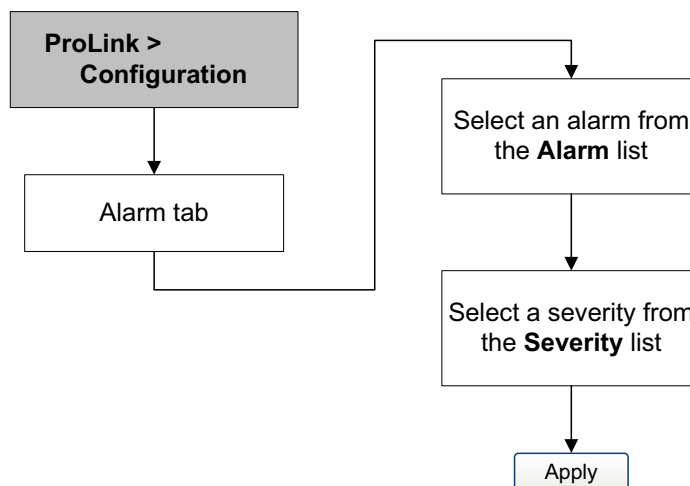 ProLink >
Configuration
Alarm tab
Select an alarm from
the Alarm list
Select a severity from
the Severity list
Apply